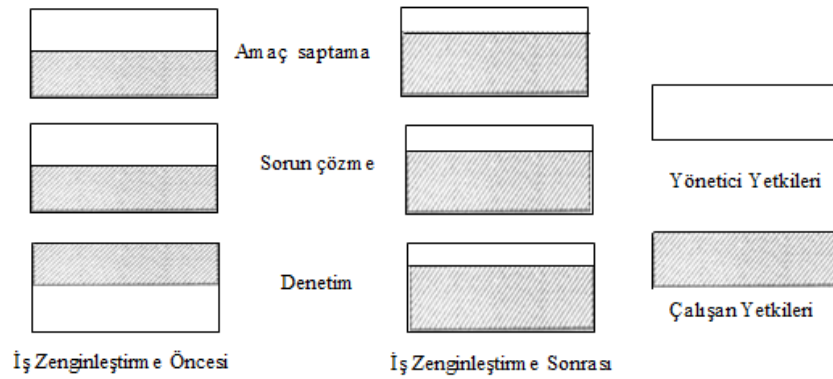 Amaç saptama
Sorun çözme
Yönetici Yetkileri
Denetim
Çalışan Yetkileri
İş Zenginleştirme Öncesi
İş Zenginleştirme Sonrası